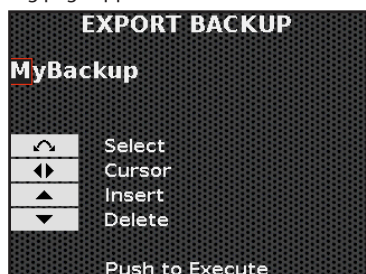 EXPORT BACKUP
MyBackup
Select
Cursor
Insert
Delete
Push to Execute